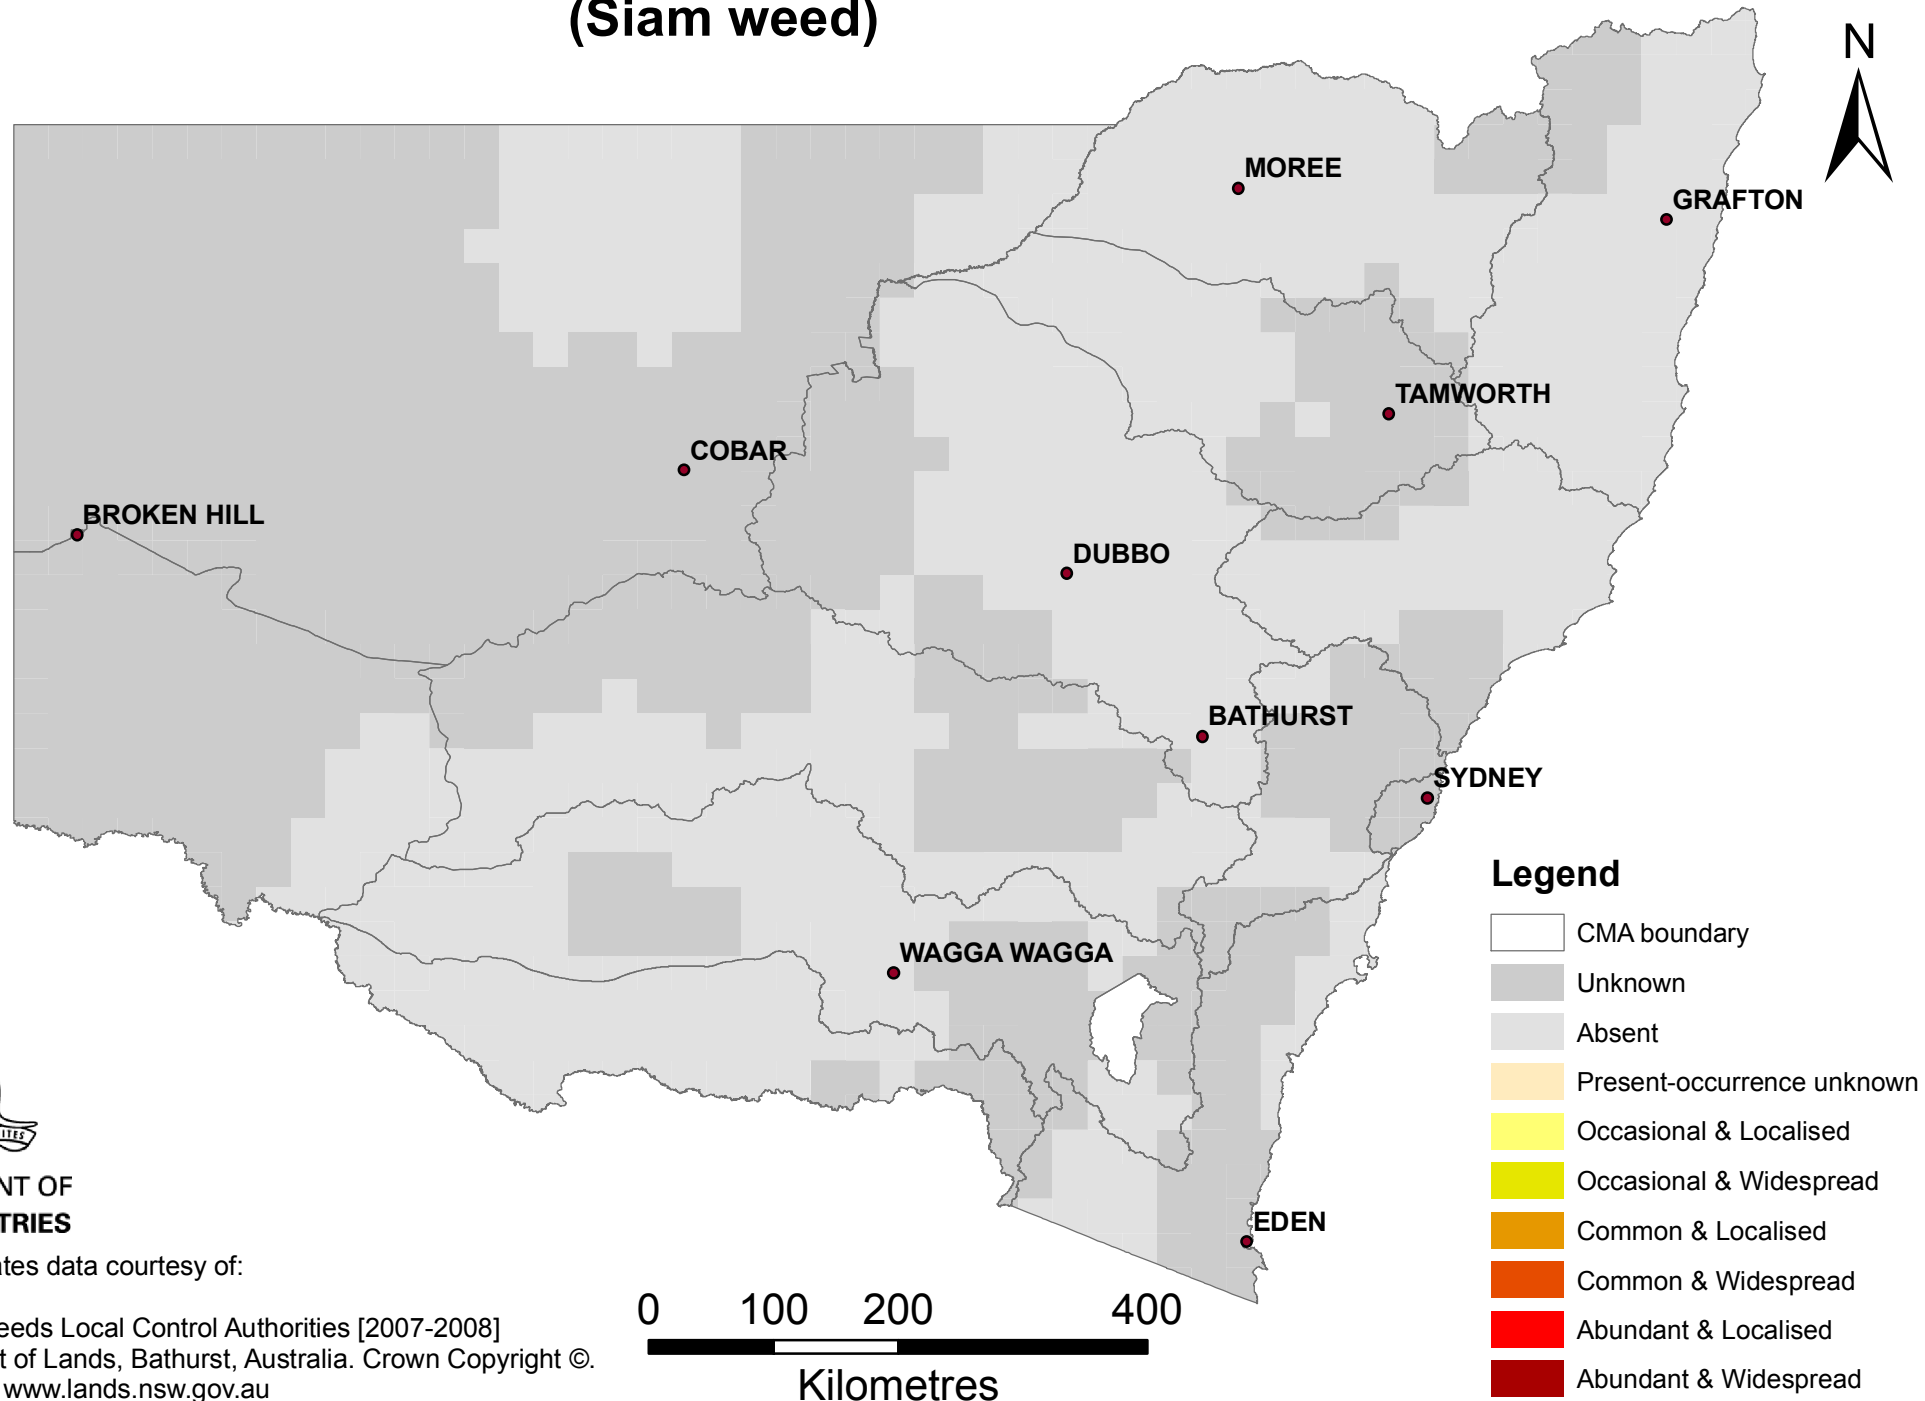 (Siam weed)
N
MOREE
GRAFTON
TAMWORTH
COBAR
BROKEN HILL
DUBBO
BATHURST
SYDNEY
WAGGA WAGGA
EDEN
Legend
CMA boundary
Unknown
Absent
Present-occurrence unknown
Occasional & Localised
Occasional & Widespread
Common & Localised
Common & Widespread
Abundant & Localised
Abundant & Widespread
ITES
NT OF
TRIES
ates data courtesy of:
eeds Local Control Authorities [2007-2008]
t of Lands, Bathurst, Australia. Crown Copyright ©.
www.lands.nsw.gov.au
0 100 200 400
Kilometres